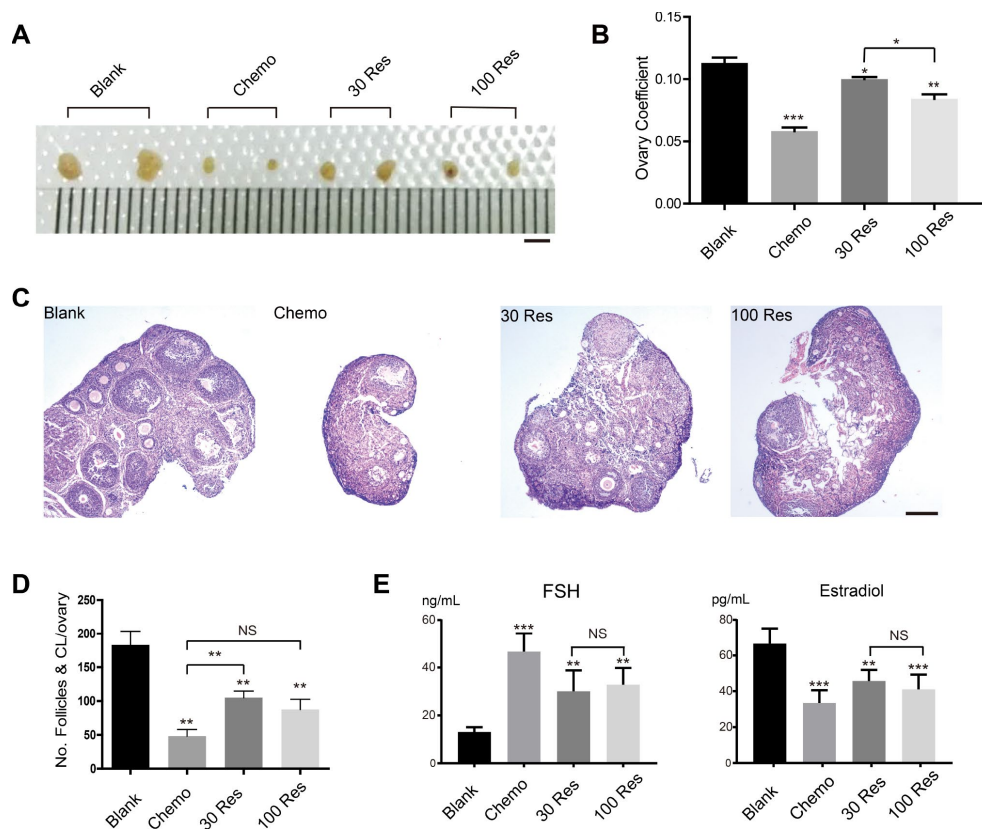 A
Blank
Chemo
30 Res
100 Res
B
Ovary Coefficient
0.15
0.10
0.05
0.00
***
*
**
*
Blank
Chemo
30 Res
100 Res
C
Blank
Chemo
30 Res
100 Res
D
No. Follicles & CL/ovary
250
200
150
100
50
0
NS
**
**
**
**
Blank
Chemo
30 Res
100 Res
E
FSH
ng/mL
60
40
20
0
***
**
**
NS
Blank
Chemo
30 Res
100 Res
Estradiol
pg/mL
80
60
40
20
0
***
**
***
NS
Blank
Chemo
30 Res
100 Res